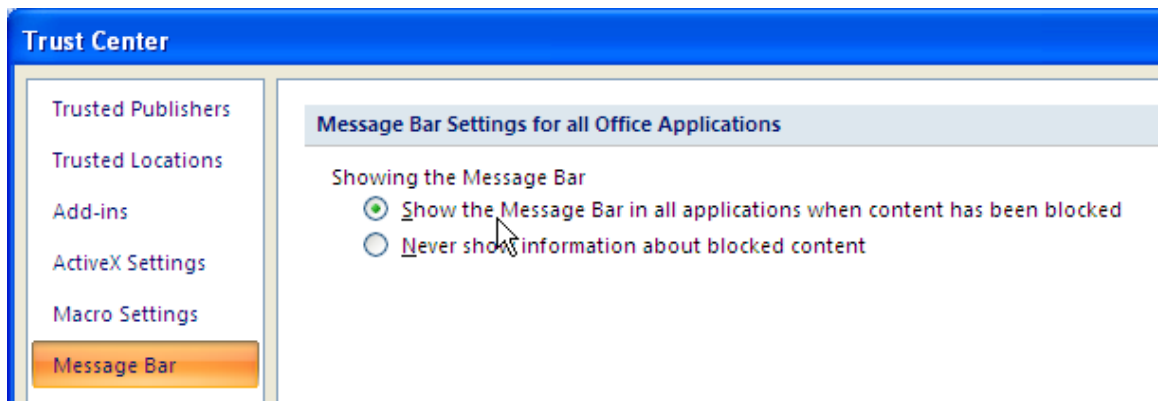 Trust Center
Trusted Publishers
Trusted Locations
Add-ins
ActiveX Settings
Macro Settings
Message Bar
Message Bar Settings for all Office Applications
Showing the Message Bar
Show the Message Bar in all applications when content has been blocked
Never show information about blocked content